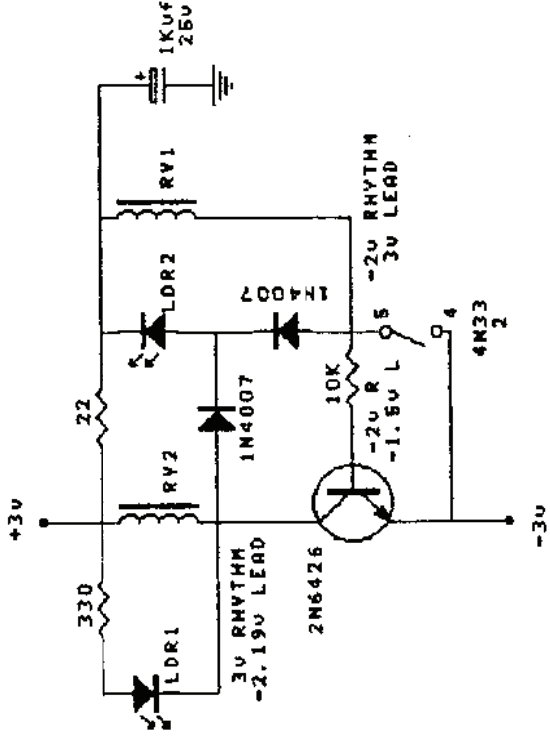 +3v
-3v
330
22
RY2
RY1
LDR1
LDR2
1N4007
1N4007
10K
+
1Kuf
25v
3v RHYTHM
-2.19v LEAD
2N6426
-2v R
-1.5v L
-2v RHYTHM
3v LEAD
5
4
4N33
2